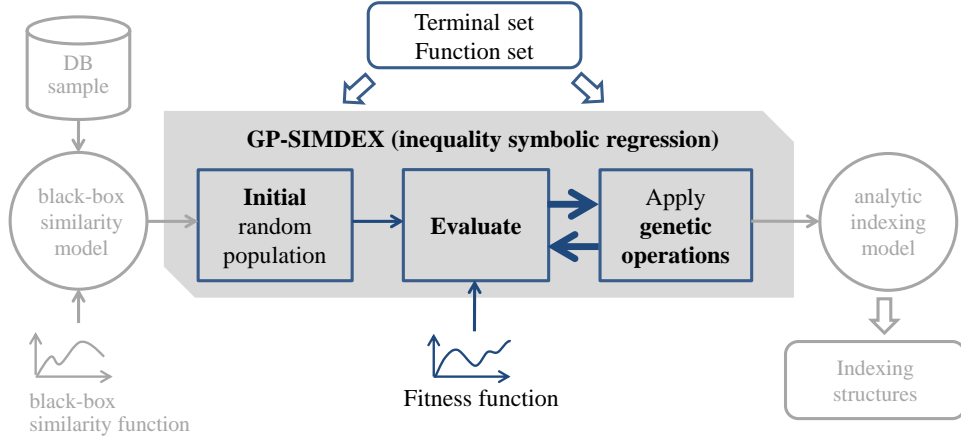 Terminal set
Function set
DB
sample
GP-SIMDEX (inequality symbolic regression)
black-box
similarity
model
Initial
random
population
Evaluate
Apply
genetic
operations
analytic
indexing
model
Fitness function
black-box
similarity function
Indexing
structures